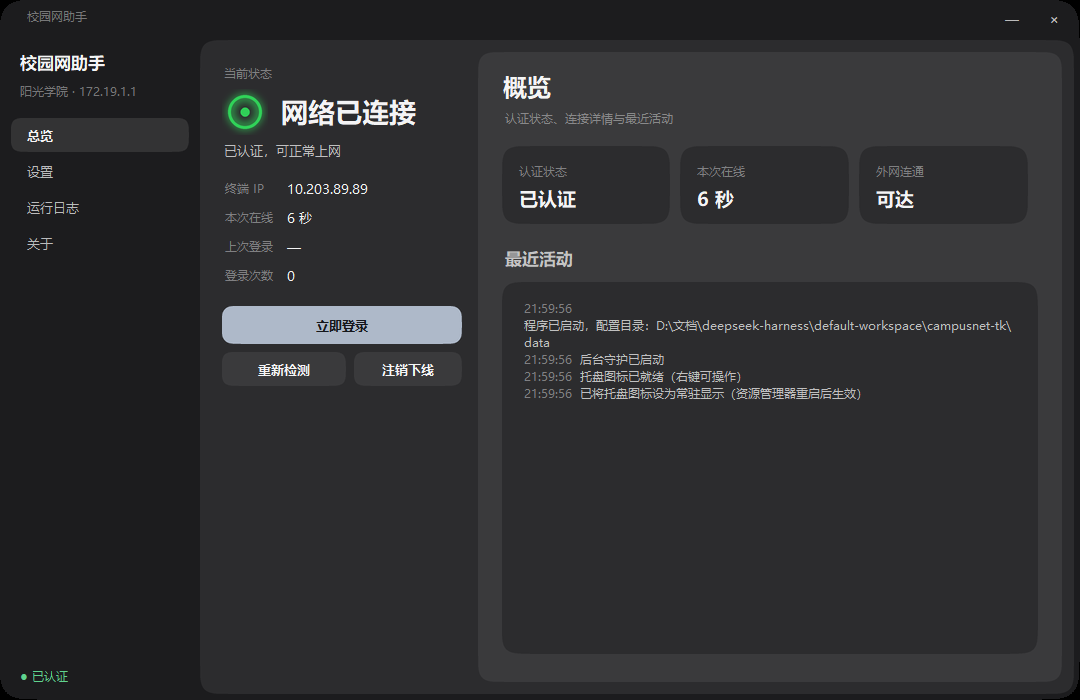 校园网助手
— ×
校园网助手
阳光学院 · 172.19.1.1
总览
设置
运行日志
关于
已认证
当前状态
网络已连接
已认证，可正常上网
终端 IP 10.203.89.89
本次在线 6 秒
上次登录 —
登录次数 0
立即登录
重新检测 注销下线
概览
认证状态、连接详情与最近活动
认证状态
已认证
本次在线
6 秒
外网连通
可达
最近活动
21:59:56
程序已启动，配置目录：D:\文档\deepseek-harness\default-workspace\campusnet-tk\
data
21:59:56 后台守护已启动
21:59:56 托盘图标已就绪（右键可操作）
21:59:56 已将托盘图标设为常驻显示（资源管理器重启后生效）